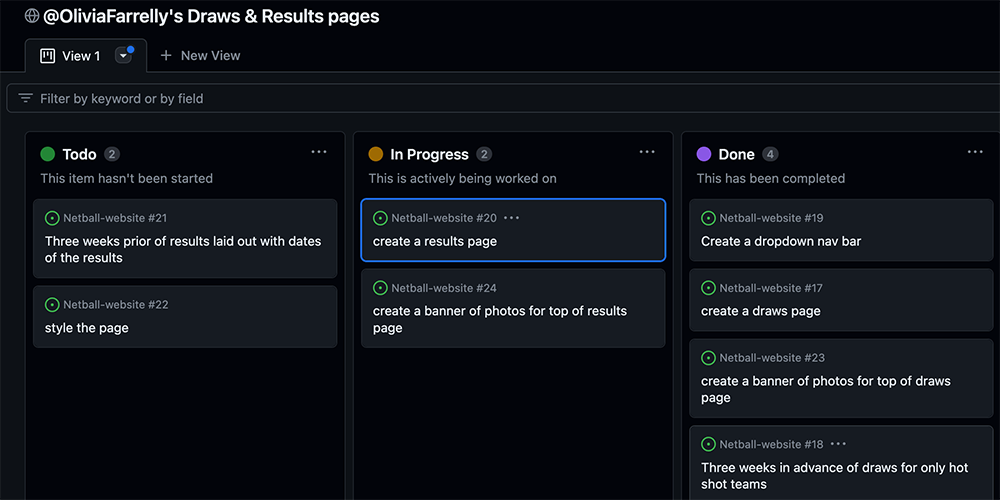 @OliviaFarrelly's Draws & Results pages
View 1
New View
Filter by keyword or by field
Todo 2
This item hasn't been started
Netball-website #21
Three weeks prior of results laid out with dates
of the results
Netball-website #22
style the page
In Progress 2
This is actively being worked on
Netball-website #20
create a results page
Netball-website #24
create a banner of photos for top of results
page
Done 4
This has been completed
Netball-website #19
Create a dropdown nav bar
Netball-website #17
create a draws page
Netball-website #23
create a banner of photos for top of draws
page
Netball-website #18
Three weeks in advance of draws for only hot
shot teams